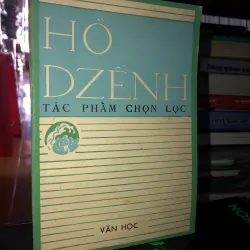 HỒ
DZẾNH
TÁC PHẨM CHỌN LỌC
VĂN HỌC